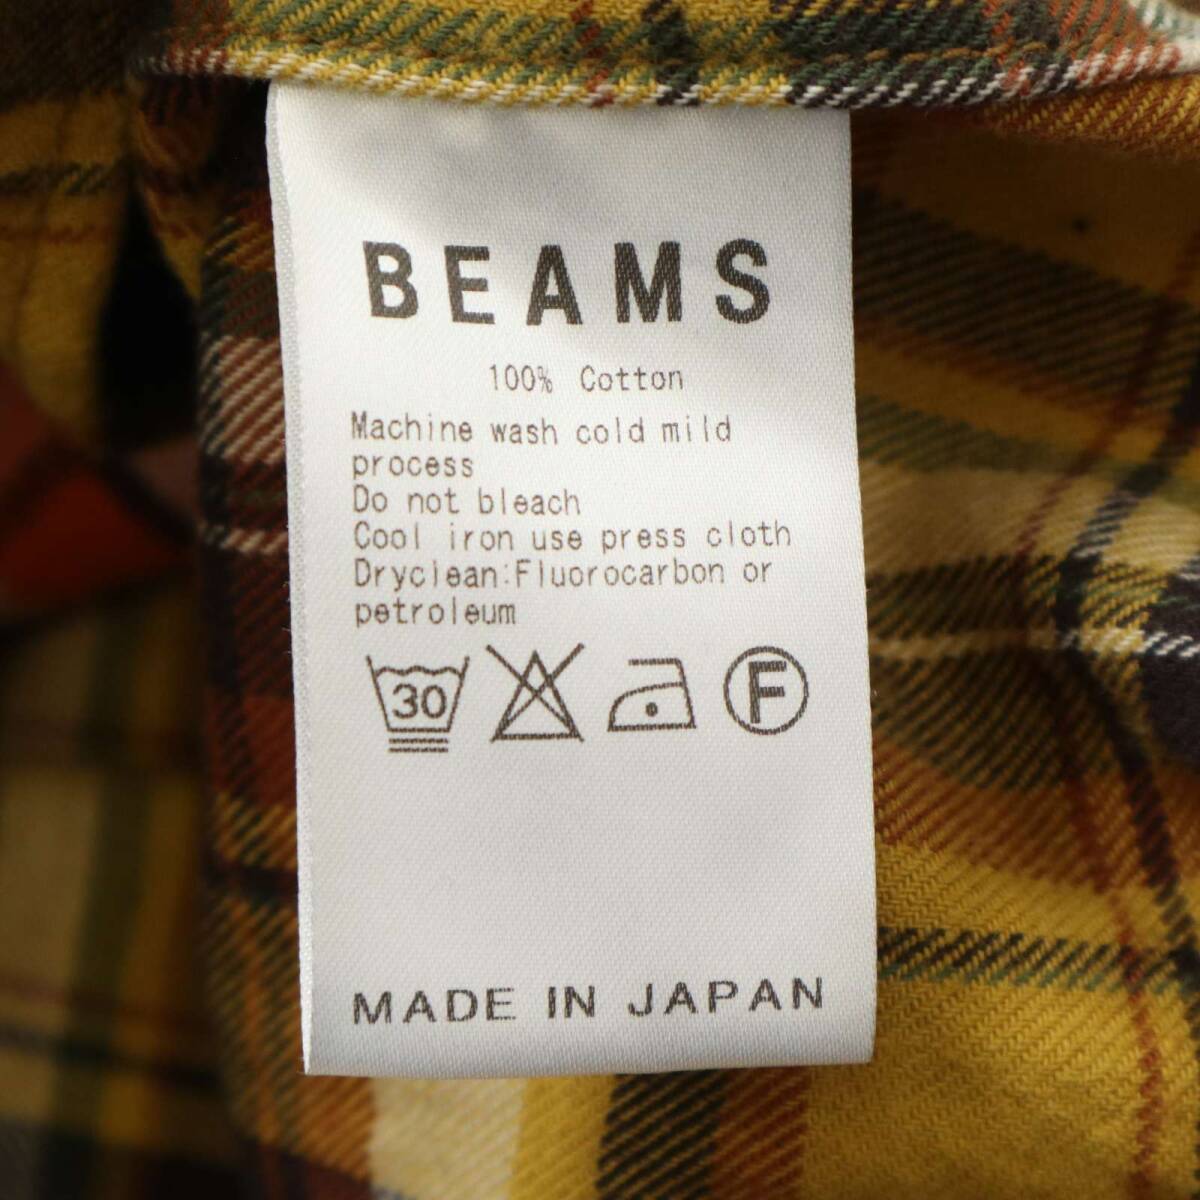 BEAMS
100% Cotton
Machine wash cold mild
process
Do not bleach
Cool iron use press cloth
Dryclean:Fluorocarbon or
petroleum
30 F
MADE IN JAPAN